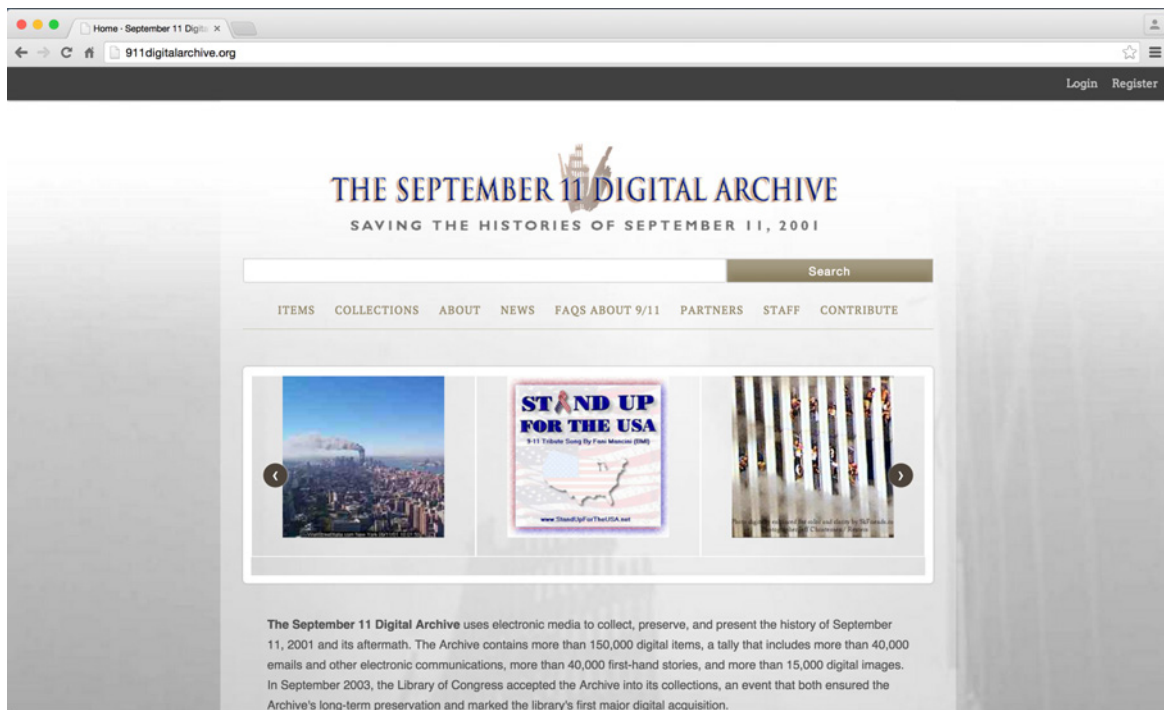 Home - September 11 Digit
911digitalarchive.org
Login Register
THE SEPTEMBER 11 DIGITAL ARCHIVE
SAVING THE HISTORIES OF SEPTEMBER 11, 2001
Search
ITEMS COLLECTIONS ABOUT NEWS FAQS ABOUT 9/11 PARTNERS STAFF CONTRIBUTE
STAND UP
FOR THE USA
9-11 Tribute Song By Fani Mancini (BMI)
www.StandUpForTheUSA.net
The September 11 Digital Archive uses electronic media to collect, preserve, and present the history of September
11, 2001 and its aftermath. The Archive contains more than 150,000 digital items, a tally that includes more than 40,000
emails and other electronic communications, more than 40,000 first-hand stories, and more than 15,000 digital images.
In September 2003, the Library of Congress accepted the Archive into its collections, an event that both ensured the
Archive's long-term preservation and marked the library's first major digital acquisition.